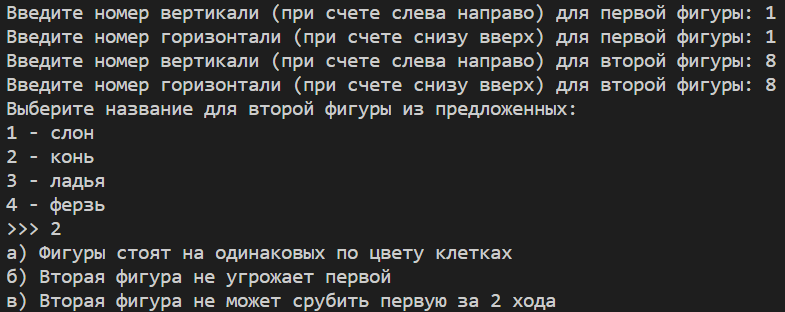 Введите номер вертикали (при счете слева направо) для первой фигуры: 1
Введите номер горизонтали (при счете снизу вверх) для первой фигуры: 1
Введите номер вертикали (при счете слева направо) для второй фигуры: 8
Введите номер горизонтали (при счете снизу вверх) для второй фигуры: 8
Выберите название для второй фигуры из предложенных:
1 - слон
2 - конь
3 - ладья
4 - ферзь
>>> 2
а) Фигуры стоят на одинаковых по цвету клетках
б) Вторая фигура не угрожает первой
в) Вторая фигура не может срубить первую за 2 хода